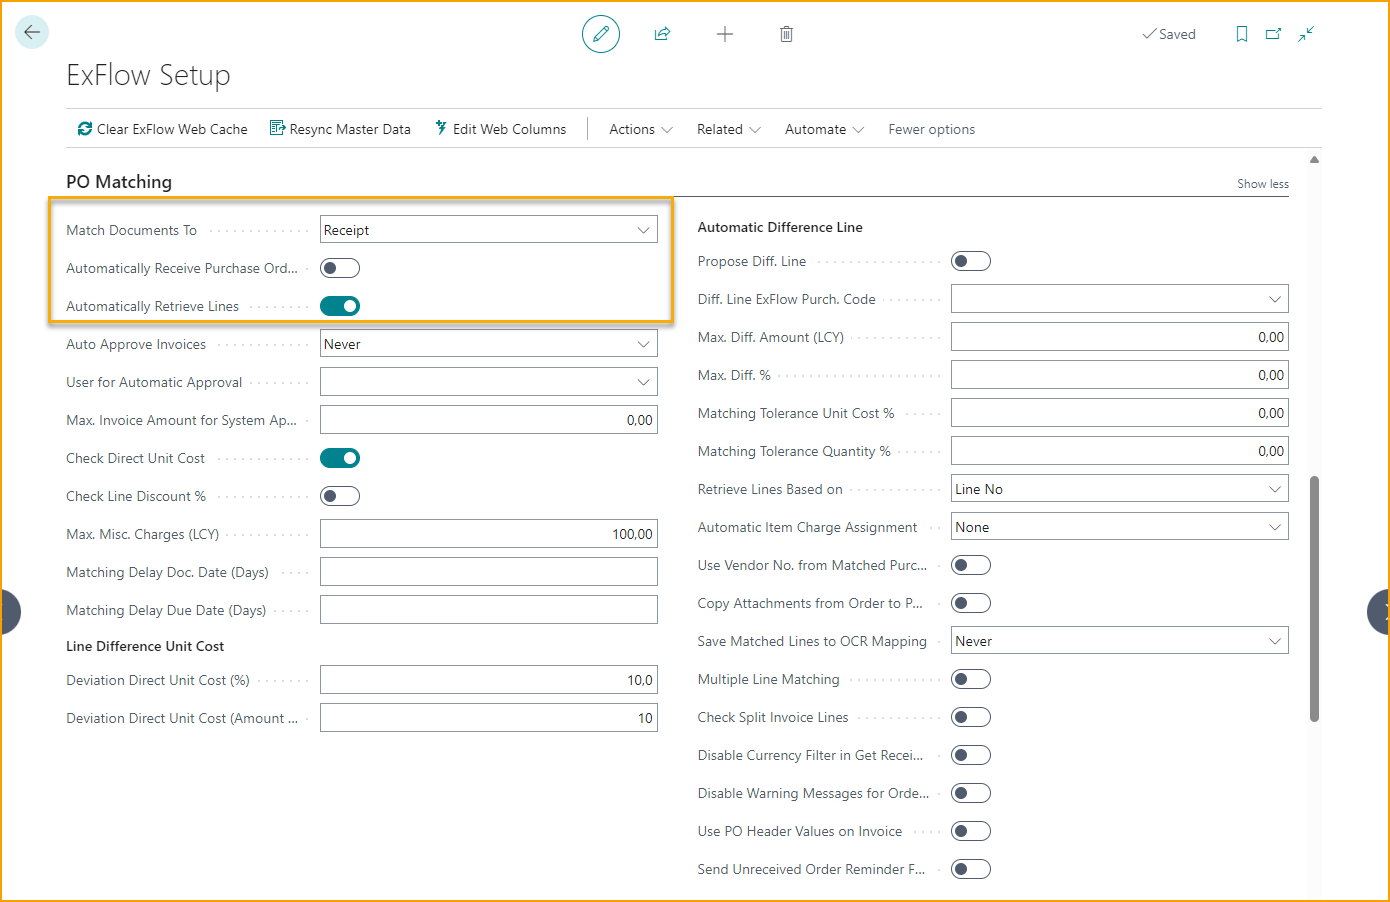 Saved
ExFlow Setup
Clear ExFlow Web Cache Resync Master Data Edit Web Columns Actions Related Automate Fewer options
PO Matching
Show less
Match Documents To Receipt
Automatically Receive Purchase Ord...
Automatically Retrieve Lines
Auto Approve Invoices Never
User for Automatic Approval
Max. Invoice Amount for System Ap... 0,00
Check Direct Unit Cost
Check Line Discount %
Max. Misc. Charges (LCY) 100,00
Matching Delay Doc. Date (Days)
Matching Delay Due Date (Days)
Line Difference Unit Cost
Deviation Direct Unit Cost (%) 10,0
Deviation Direct Unit Cost (Amount ... 10
Automatic Difference Line
Propose Diff. Line
Diff. Line ExFlow Purch. Code
Max. Diff. Amount (LCY) 0,00
Max. Diff. % 0,00
Matching Tolerance Unit Cost % 0,00
Matching Tolerance Quantity % 0,00
Retrieve Lines Based on Line No
Automatic Item Charge Assignment None
Use Vendor No. from Matched Purc...
Copy Attachments from Order to P...
Save Matched Lines to OCR Mapping Never
Multiple Line Matching
Check Split Invoice Lines
Disable Currency Filter in Get Recei...
Disable Warning Messages for Orde...
Use PO Header Values on Invoice
Send Unreceived Order Reminder F...